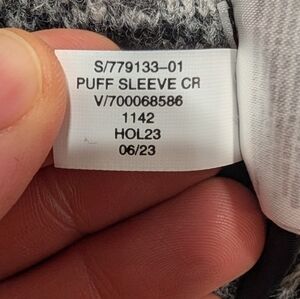 S/779133-01
PUFF SLEEVE CR
V/700068586
1142
HOL23
06/23